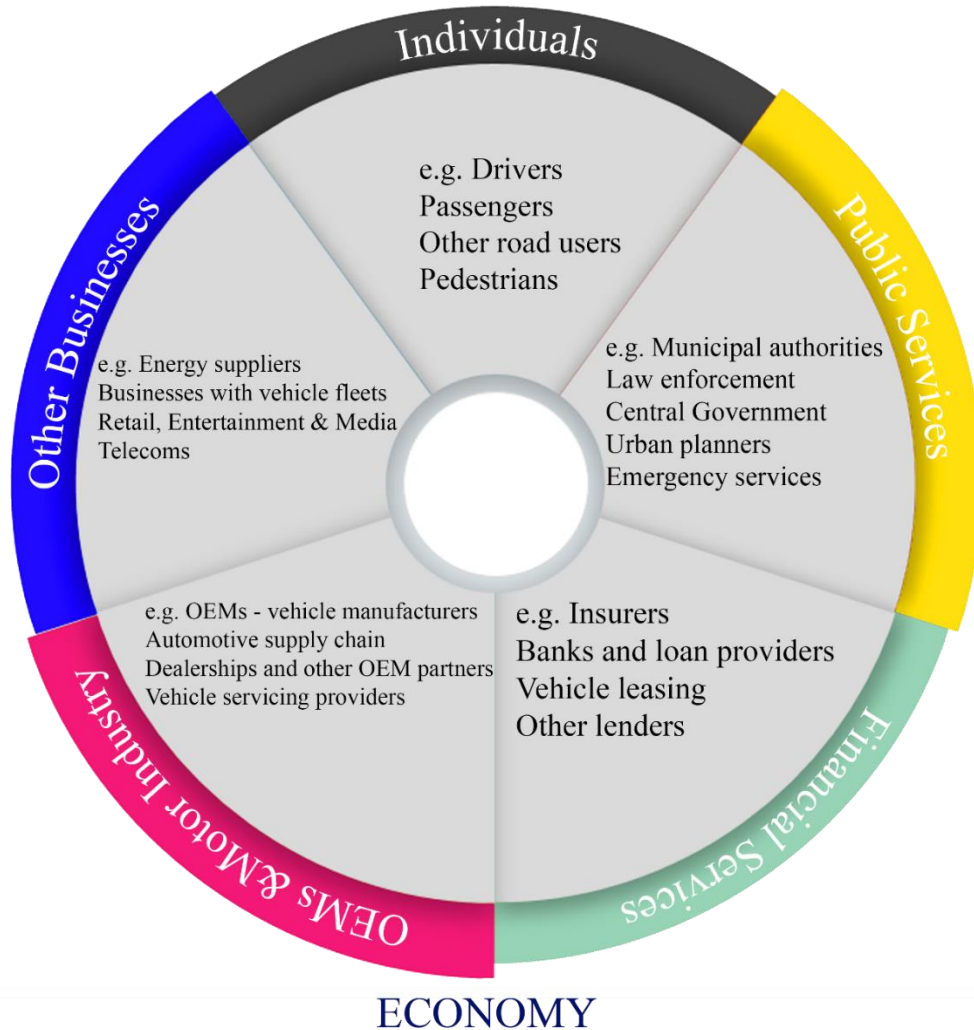 Individuals
e.g. Drivers
Passengers
Other road users
Pedestrians
Public Services
e.g. Municipal authorities
Law enforcement
Central Government
Urban planners
Emergency services
Financial Services
e.g. Insurers
Banks and loan providers
Vehicle leasing
Other lenders
OEMs &Motor Industry
e.g. OEMs - vehicle manufacturers
Automotive supply chain
Dealerships and other OEM partners
Vehicle servicing providers
Other Businesses
e.g. Energy suppliers
Businesses with vehicle fleets
Retail, Entertainment & Media
Telecoms
ECONOMY